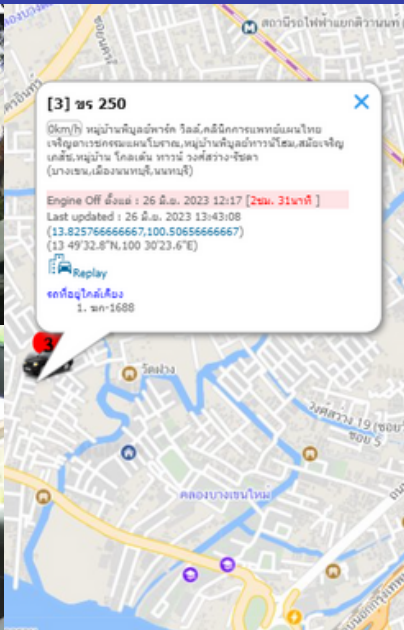 สถานีรถไฟฟ้าแยกติวานนท์
[3] ขร 250
0km/h หมู่บ้านพิบูลย์พาร์ค วิลล์,คลีนิคการแพทย์แผนไทย
เจริญอาเวชกรรมแผนโบราณ,หมู่บ้านพิบูลย์ทาวน์โฮม,สมัยเจริญ
เภสัช,หมู่บ้าน โกลเด้น ทาวน์ วงศ์สว่าง-รัชดา
(บางเขน,เมืองนนทบุรี,นนทบุรี)
Engine Off ตั้งแต่ : 26 มิ.ย. 2023 12:17 [2ชม. 31นาที ]
Last updated : 26 มิ.ย. 2023 13:43:08
(13.825766666667,100.50656666667)
(13 49'32.8"N,100 30'23.6"E)
Replay
รถที่อยู่ใกล้เคียง
1. ฆก-1688
3
วัดฝาง
วงศ์สว่าง 19 (ซอย
ซอย 5
คลองบางเขนใหม่